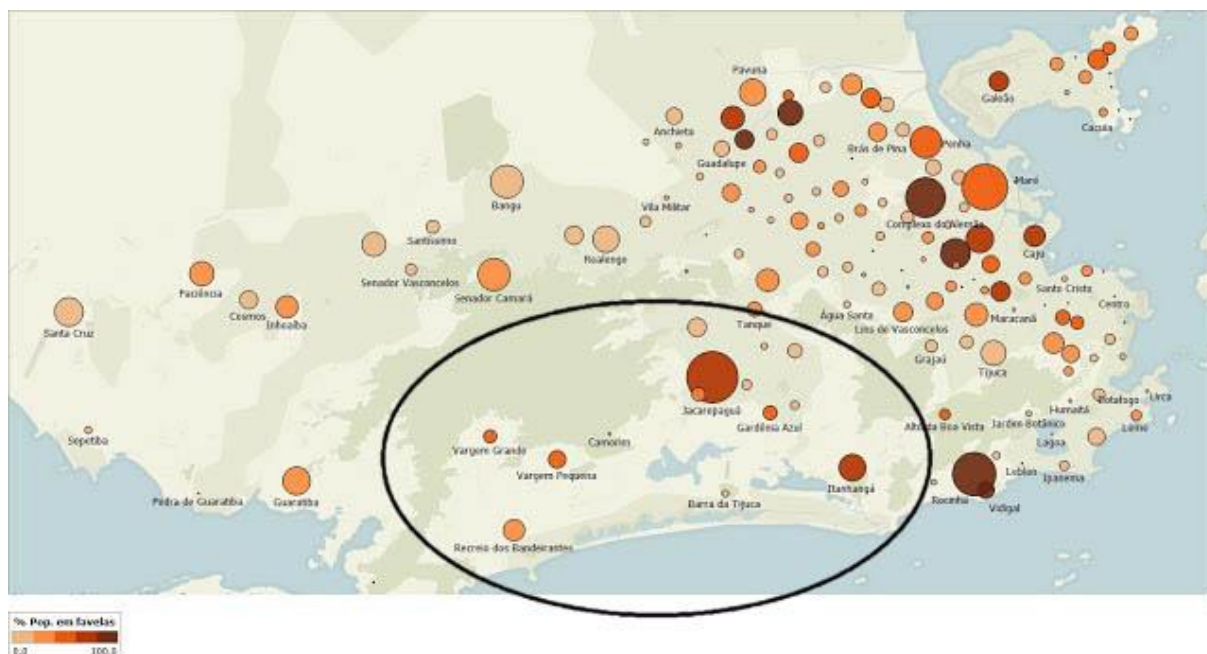 Pavuna
Galeão
Cacuia
Anchieta
Brás de Pina
Penha
Guadalupe
Maré
Bangu
Vila Militar
Complexo do Alemão
Santíssimo
Realengo
Caju
Senador Vasconcelos
Paciência
Senador Camará
Santo Cristo
Centro
Cosmos
Inhoaíba
Água Santa
Santa Cruz
Tanque
Lins de Vasconcelos
Maracanã
Grajaú
Tijuca
Jacarepaguá
Humaitá
Botafogo
Urca
Gardênia Azul
Alto da Boa Vista
Jardim Botânico
Leme
Sepetiba
Vargem Grande
Camorim
Lagoa
Vargem Pequena
Leblon
Ipanema
Itanhangá
Rocinha
Pedra de Guaratiba
Guaratiba
Barra da Tijuca
Vidigal
Recreio dos Bandeirantes
% Pop. em favelas
0.0 100.0